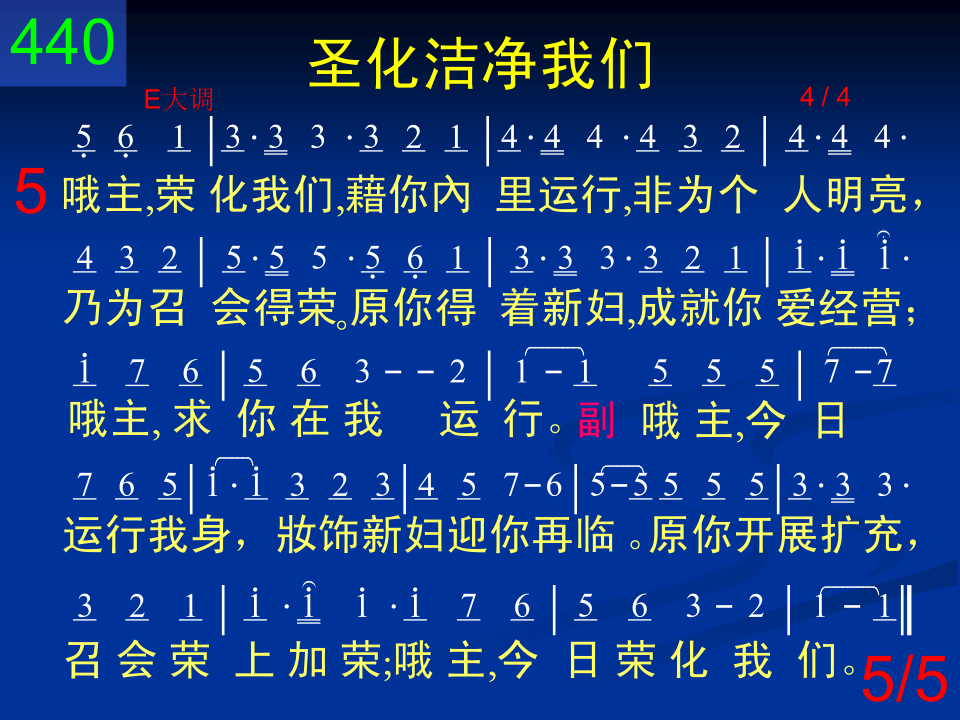 440
圣化洁净我们
E大调 4 / 4
5̣ 6̣ 1 | 3 · 3 3 · 3 2 1 | 4 · 4 4 · 4 3 2 | 4 · 4 4 ·
5 哦主,荣 化我们,藉你內 里运行,非为个 人明亮，
4 3 2 | 5 · 5 5 · 5̣ 6̣ 1 | 3 · 3 3 · 3 2 1 | i · i i ·
乃为召 会得荣。原你得 着新妇,成就你 爱经营；
i 7 6 | 5 6 3 – – 2 | 1 – 1 5 5 5 | 7 – 7
哦主, 求 你 在 我 运 行。副 哦 主,今 日
7 6 5 | i · i 3 2 3 | 4 5 7 – 6 | 5 – 5 5 5 5 | 3 · 3 3 ·
运行我身，妝饰新妇迎你再临 。原你开展扩充，
3 2 1 | i · i i · i 7 6 | 5 6 3 – 2 | 1 – 1 ‖
召 会 荣 上 加 荣;哦 主,今 日 荣 化 我 们。
5/5